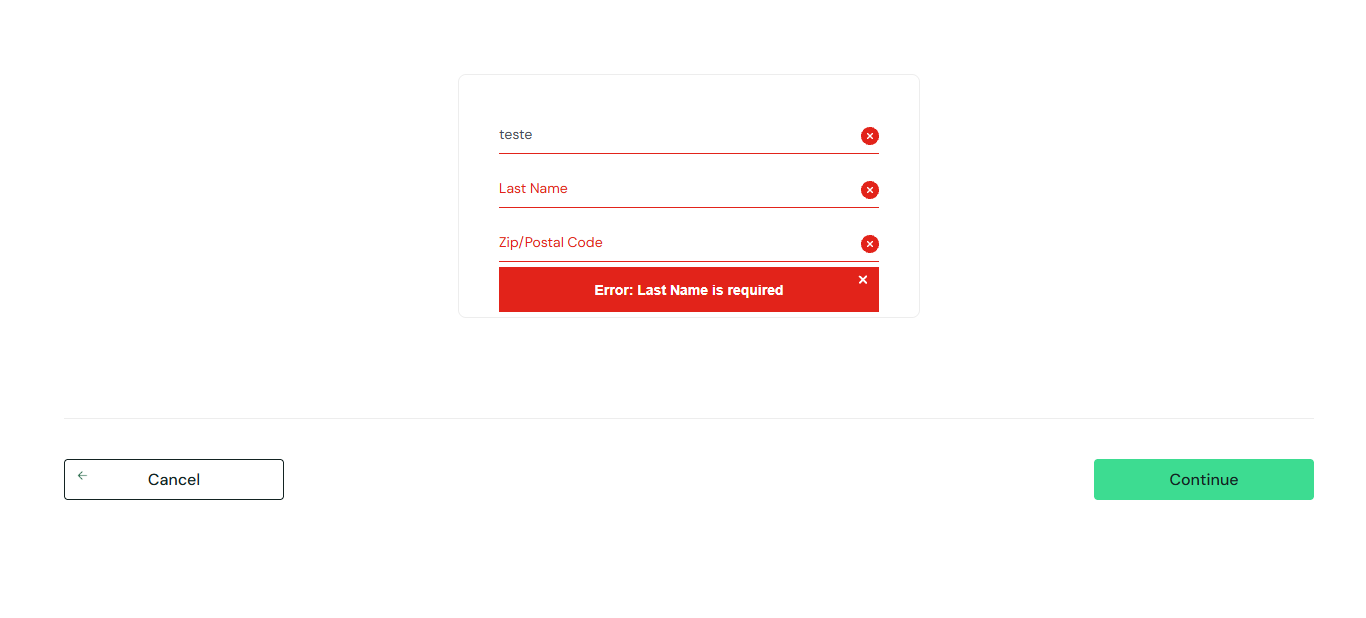 teste
Last Name
Zip/Postal Code
Error: Last Name is required
Cancel
Continue